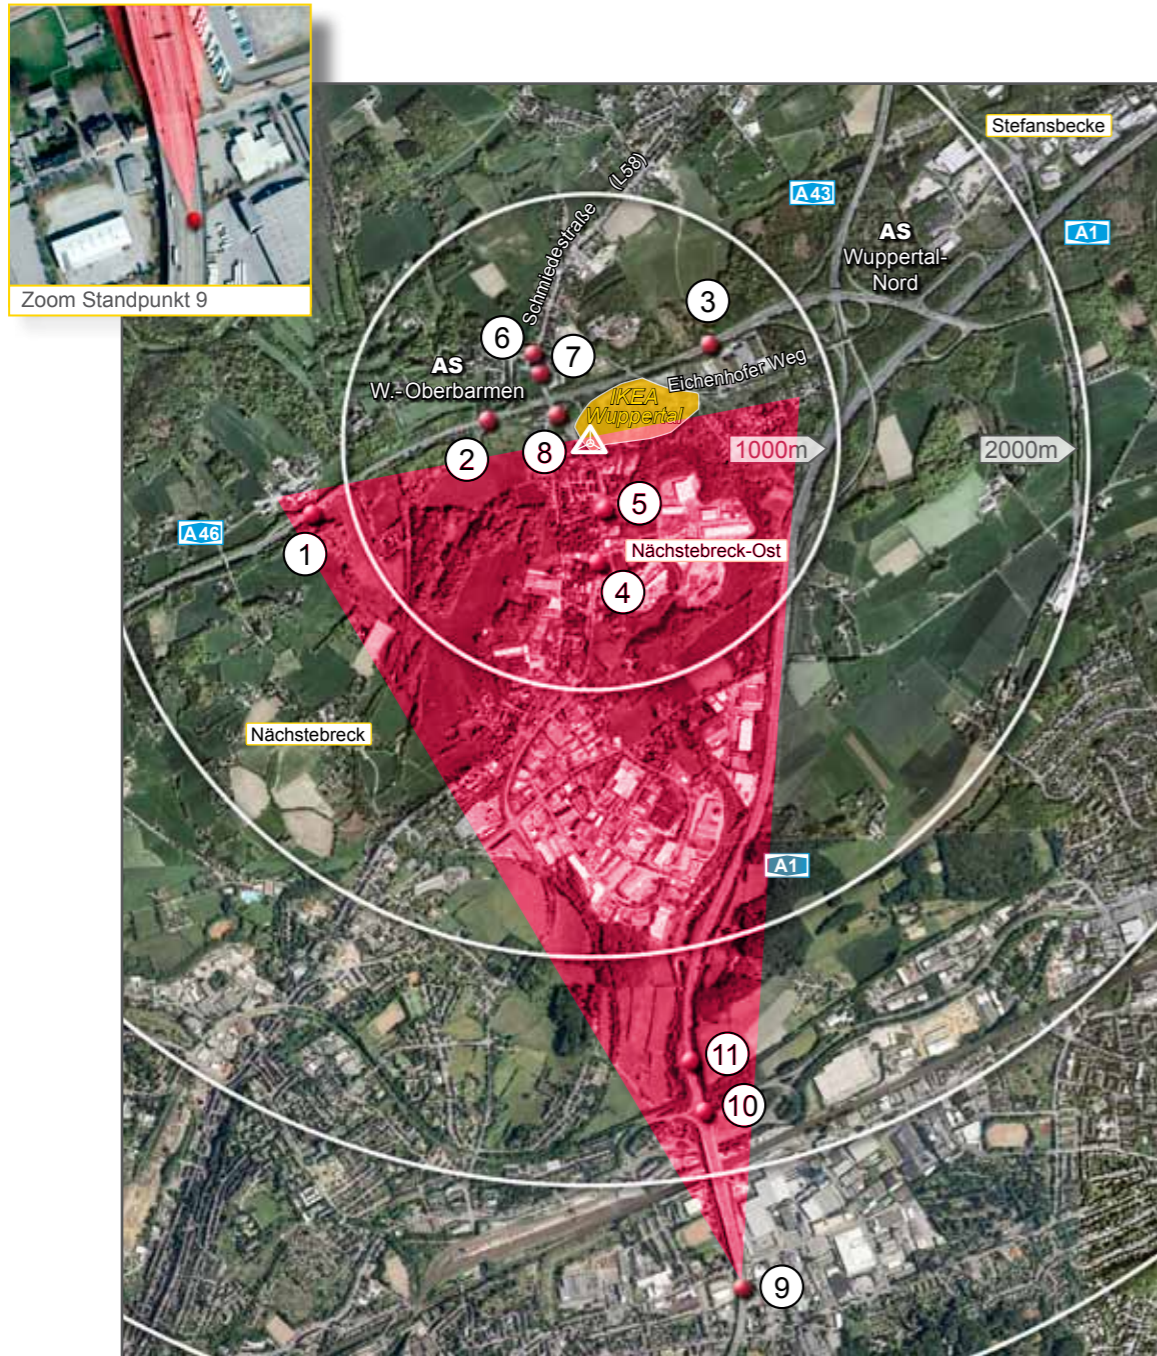 Zoom Standpunkt 9
Stefansbecke
(L58)
A43
Schmiedestraße
A1
AS
Wuppertal-
Nord
3
6
7
AS
W.-Oberbarmen
Eichenhofer Weg
IKEA
Wuppertal
2
8
1000m
2000m
5
A46
1
Nächstebreck-Ost
4
Nächstebreck
A1
11
10
9